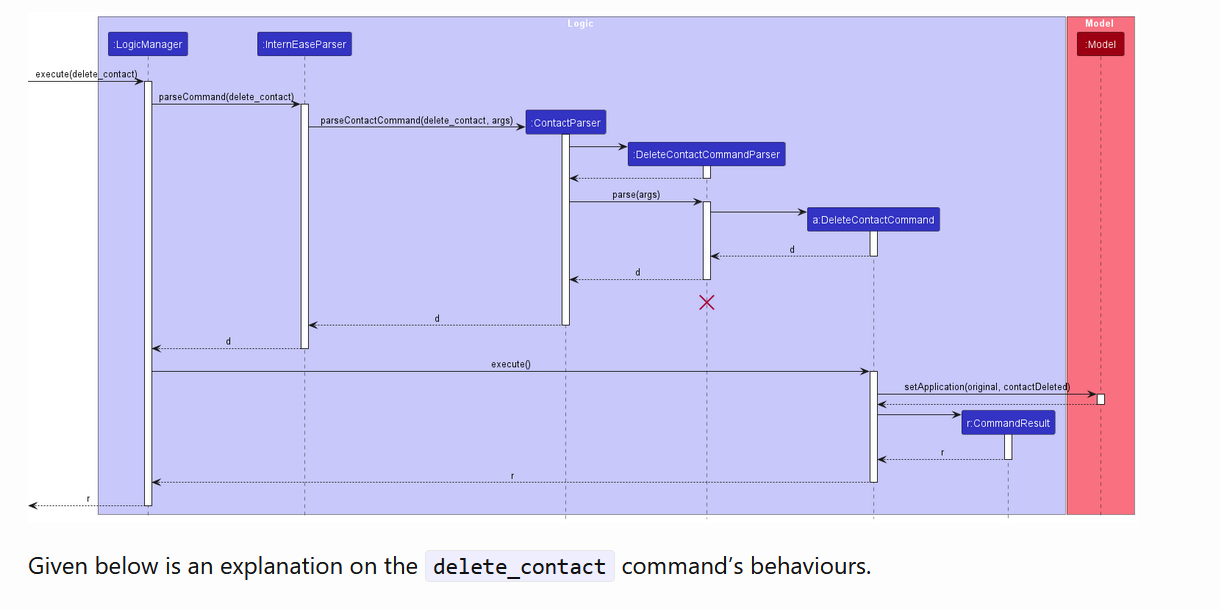 Logic
Model
:LogicManager
:InternEaseParser
:Model
execute(delete_contact)
parseCommand(delete_contact)
parseContactCommand(delete_contact, args)
:ContactParser
:DeleteContactCommandParser
parse(args)
a:DeleteContactCommand
d
d
d
d
execute()
setApplication(original, contactDeleted)
r:CommandResult
r
r
r
Given below is an explanation on the delete_contact command’s behaviours.